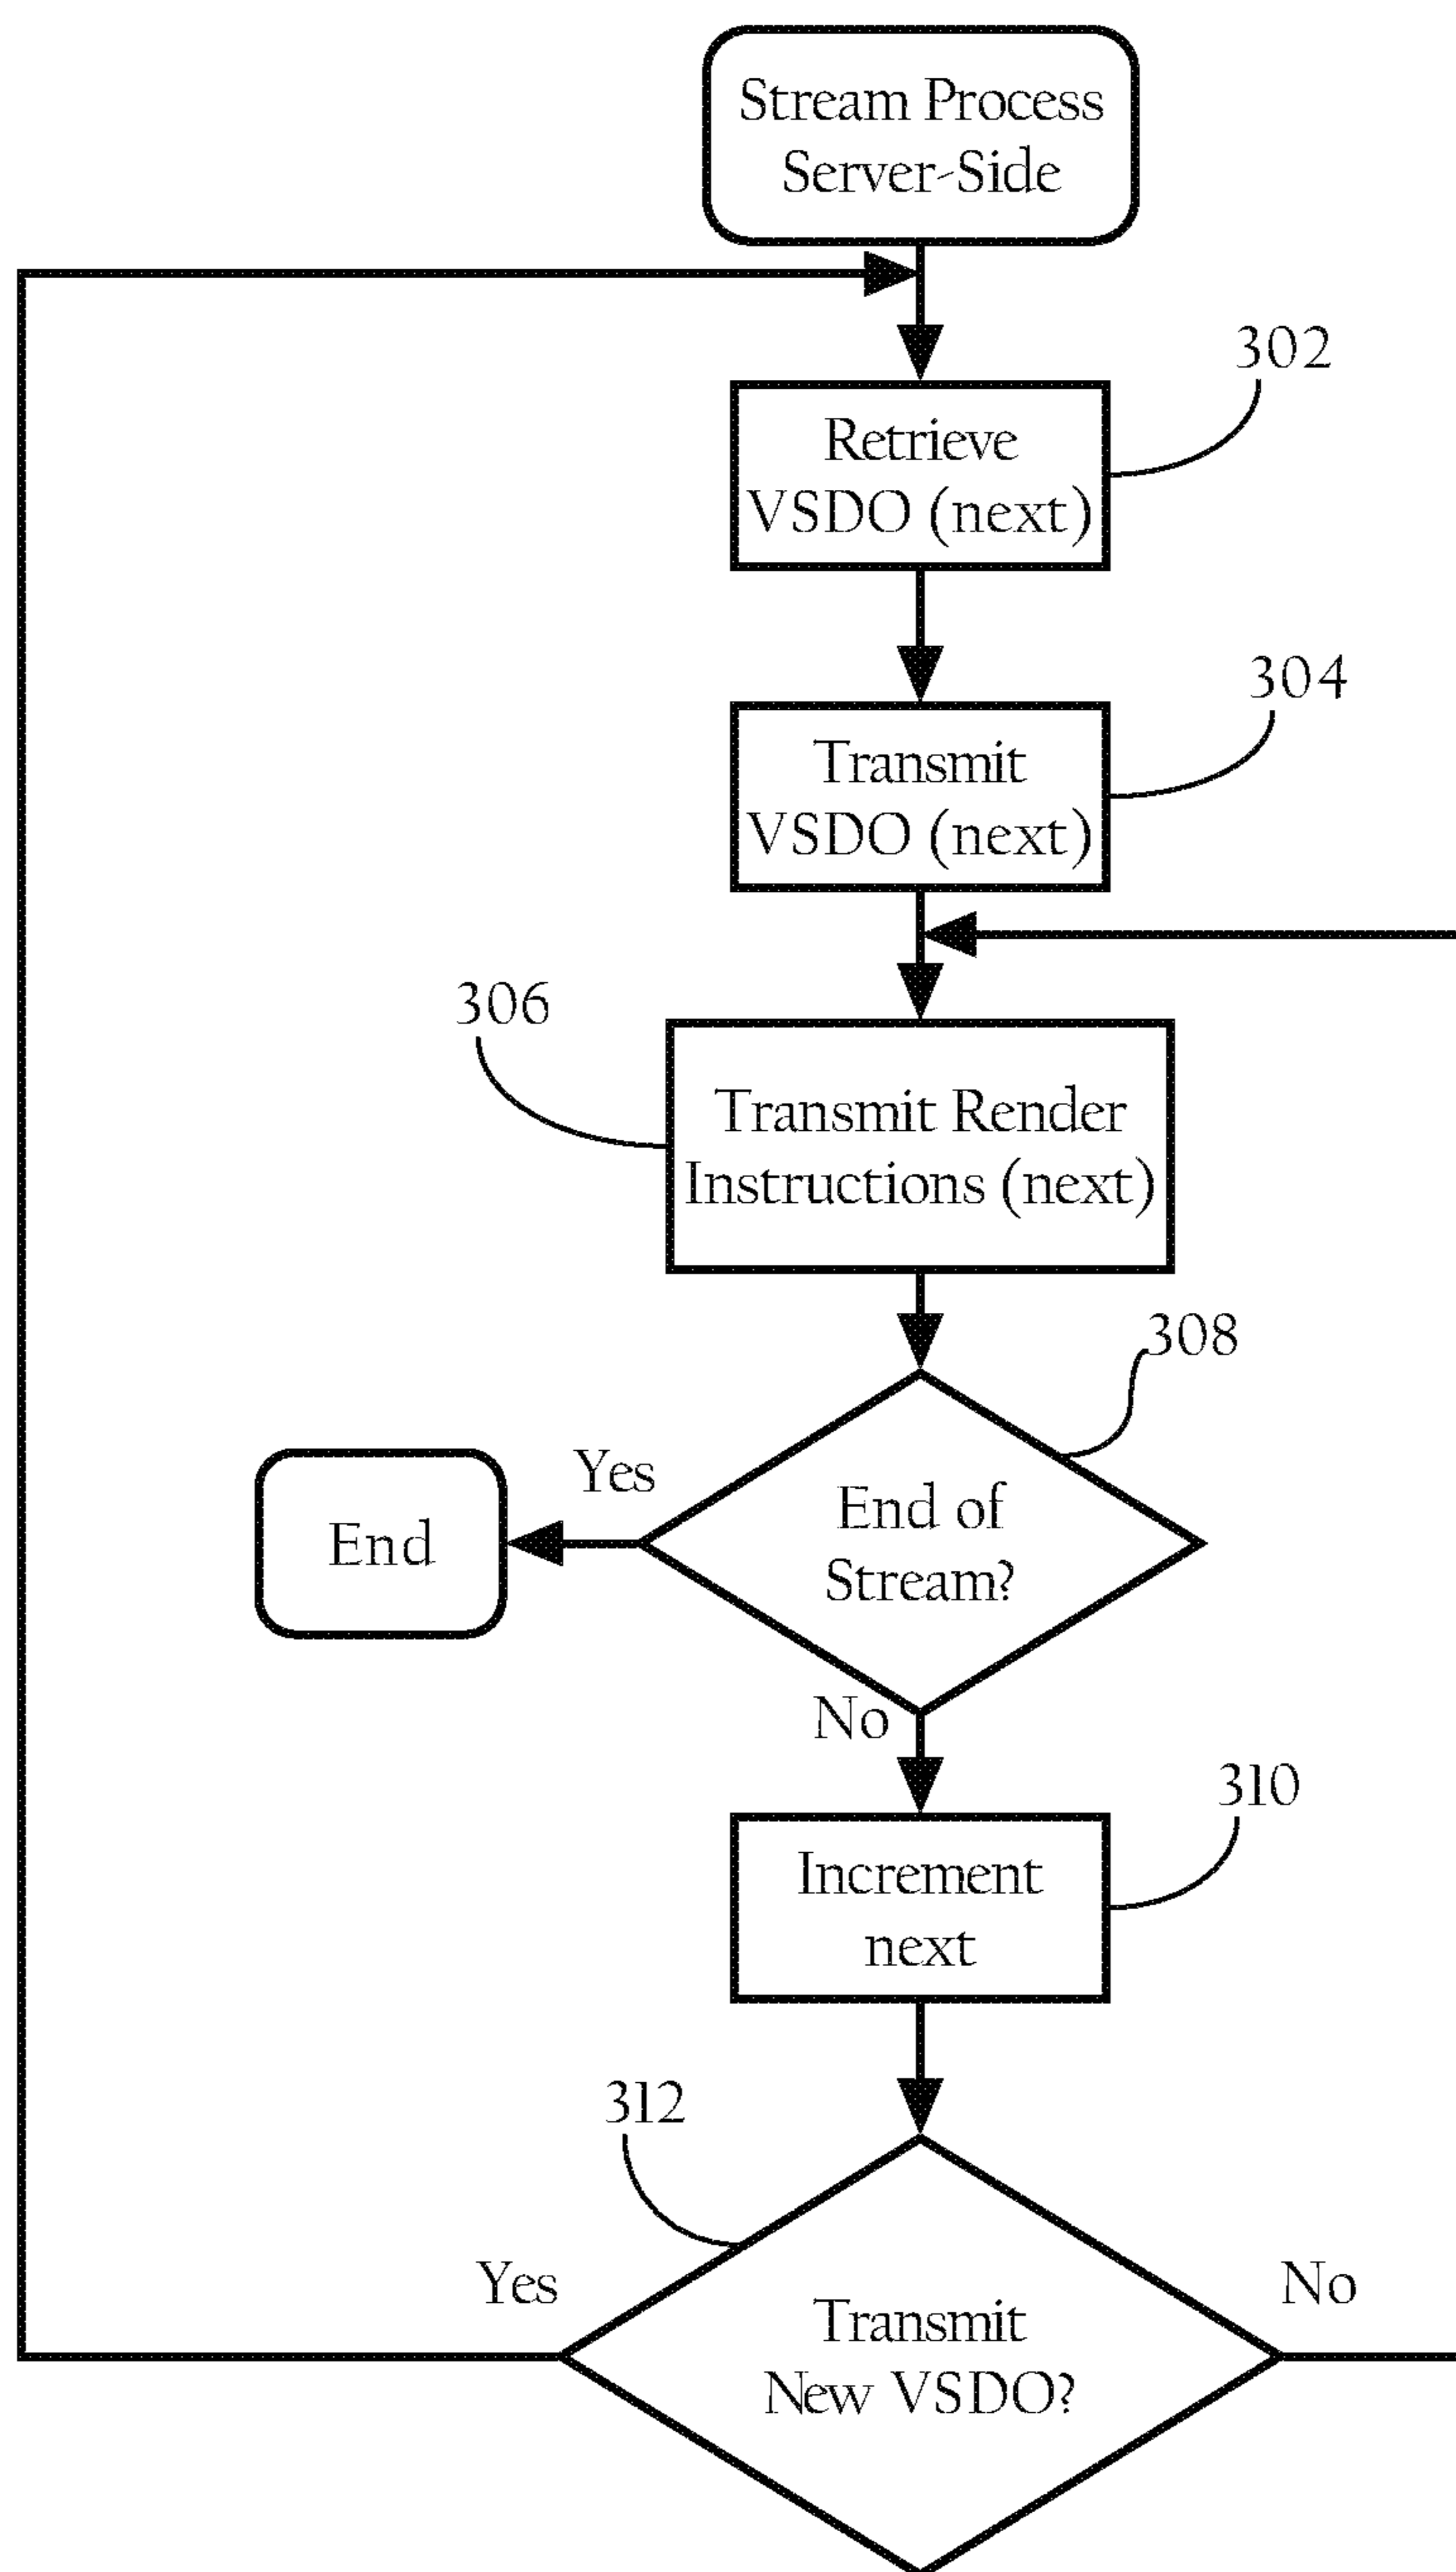 Stream Process
Server-Side
302
Retrieve
VSDO (next)
304
Transmit
VSDO (next)
306
Transmit Render
Instructions (next)
308
Yes
End of
Stream?
End
No
310
Increment
next
312
Yes
No
Transmit
New VSDO?